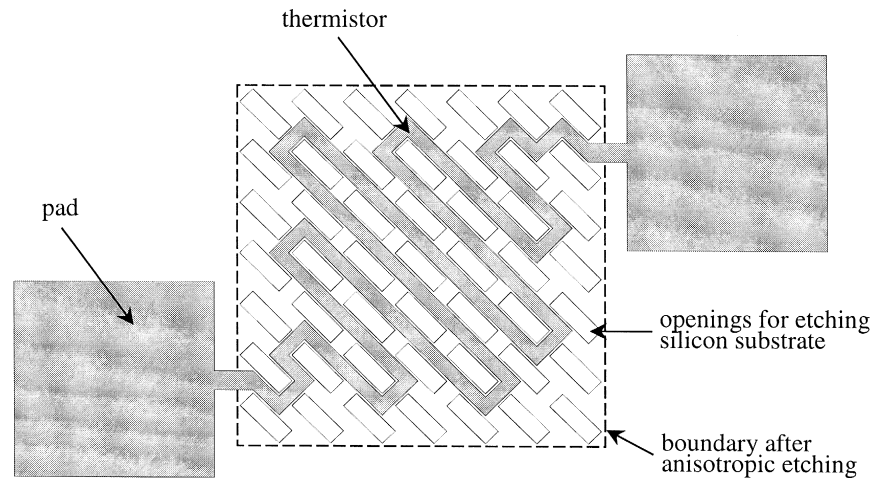 thermistor
pad
openings for etching
silicon substrate
boundary after
anisotropic etching